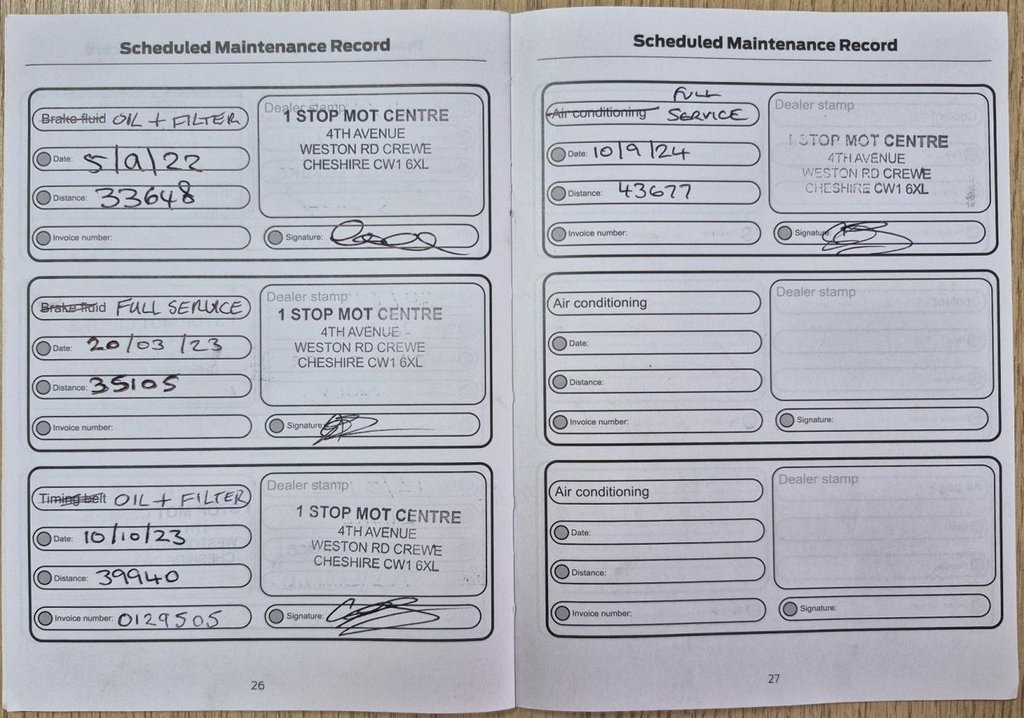 Scheduled Maintenance Record
Brake fluid OIL + FILTER
Date: 5/9/22
Distance: 33648
Invoice number:
Dealer stamp
1 STOP MOT CENTRE
4TH AVENUE
WESTON RD CREWE
CHESHIRE CW1 6XL
Signature:
Brake fluid FULL SERVICE
Date: 20/03/23
Distance: 35105
Invoice number:
Dealer stamp
1 STOP MOT CENTRE
4TH AVENUE
WESTON RD CREWE
CHESHIRE CW1 6XL
Signature:
Timing belt OIL + FILTER
Date: 10/10/23
Distance: 39940
Invoice number: 0129505
Dealer stamp
1 STOP MOT CENTRE
4TH AVENUE
WESTON RD CREWE
CHESHIRE CW1 6XL
Signature:
26
Scheduled Maintenance Record
FULL
Air conditioning SERVICE
Date: 10/9/24
Distance: 43677
Invoice number:
Dealer stamp
1 STOP MOT CENTRE
4TH AVENUE
WESTON RD CREWE
CHESHIRE CW1 6XL
Signature:
Air conditioning
Date:
Distance:
Invoice number:
Dealer stamp
Signature:
Air conditioning
Date:
Distance:
Invoice number:
Dealer stamp
Signature:
27